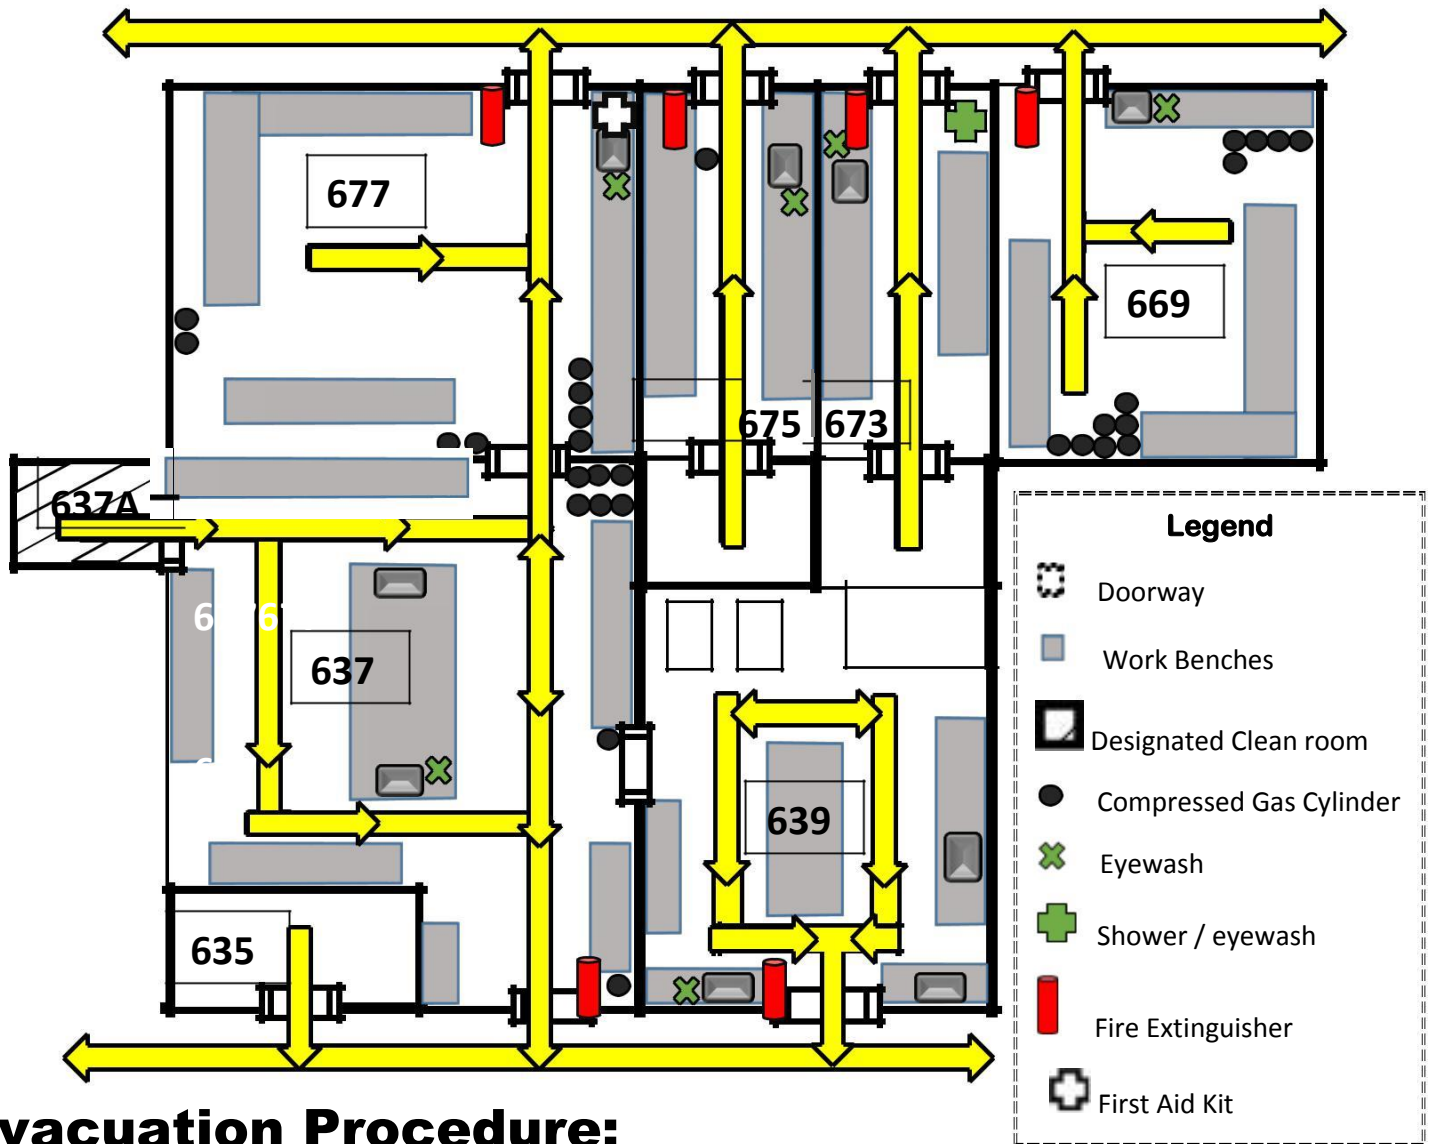 677
669
675 673
637A
637
639
635
Legend
Doorway
Work Benches
Designated Clean room
Compressed Gas Cylinder
Eyewash
Shower / eyewash
Fire Extinguisher
First Aid Kit
vacuation Procedure: